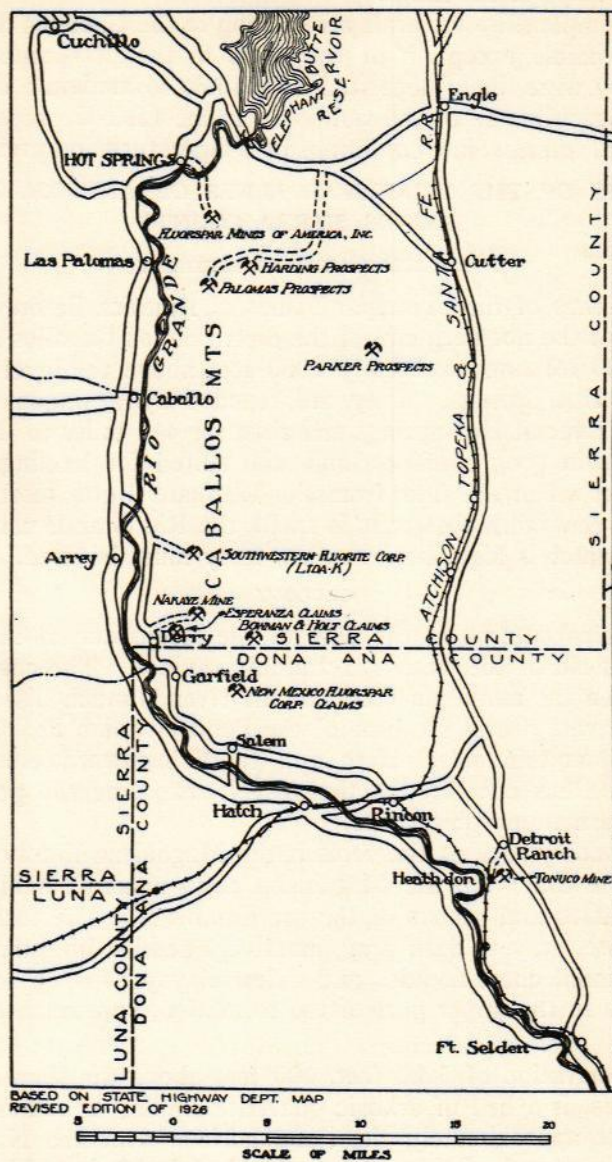 Cuchillo
ELEPHANT BUTTE
RESERVOIR
Engle
HOT SPRINGS
FLUORSPAR MINES OF AMERICA, INC.
Las Palomas
HARDING PROSPECTS
PALOMAS PROSPECTS
Cutter
PARKER PROSPECTS
Caballo
RIO GRANDE
CABALLOS MTS
ATCHISON TOPEKA & SANTA FE R.R.
SIERRA COUNTY
Arrey
SOUTHWESTERN FLUORITE CORP.
(LIDA-K)
NAKAYE MINE
ESPERANZA CLAIMS
BOWMAN & HOLT CLAIMS
Derry
SIERRA COUNTY
DONA ANA COUNTY
Garfield
NEW MEXICO FLUORSPAR
CORP. CLAIMS
Salem
Hatch
Rincon
Detroit
Ranch
Heathdon
TONUCO MINE
SIERRA
LUNA
SIERRA
LUNA COUNTY
DONA ANA COUNTY
Ft. Selden
BASED ON STATE HIGHWAY DEPT. MAP
REVISED EDITION OF 1926
5 0 5 10 15 20
SCALE OF MILES